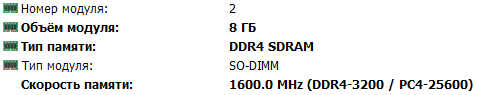 Номер модуля: 2
Объём модуля: 8 ГБ
Тип памяти: DDR4 SDRAM
Тип модуля: SO-DIMM
Скорость памяти: 1600.0 MHz (DDR4-3200 / PC4-25600)